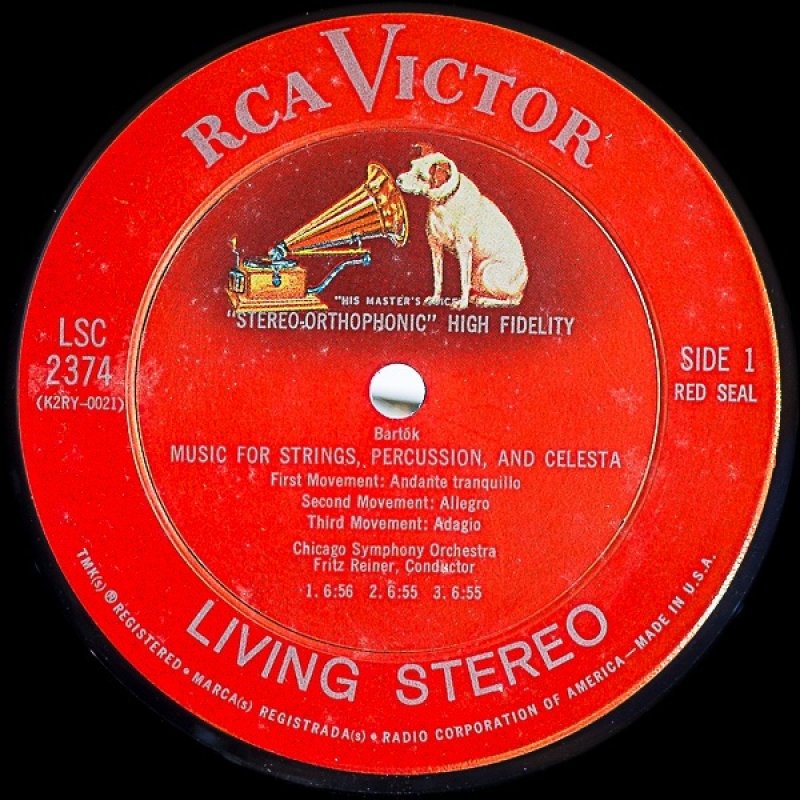 RCA VICTOR
"HIS MASTER'S VOICE"
"STEREO-ORTHOPHONIC" HIGH FIDELITY
LSC
2374
(K2RY-0021)
SIDE 1
RED SEAL
Bartók
MUSIC FOR STRINGS, PERCUSSION, AND CELESTA
First Movement: Andante tranquillo
Second Movement: Allegro
Third Movement: Adagio
Chicago Symphony Orchestra
Fritz Reiner, Conductor
1. 6:56 2. 6:55 3. 6:55
LIVING STEREO
TMK(s) ® REGISTERED • MARCA(s) REGISTRADA(s) • RADIO CORPORATION OF AMERICA—MADE IN U.S.A.